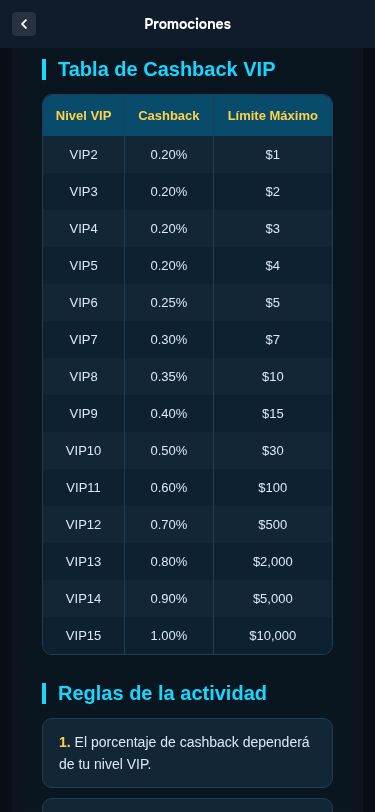 Promociones
Tabla de Cashback VIP
Nivel VIP Cashback Límite Máximo
VIP2 0.20% $1
VIP3 0.20% $2
VIP4 0.20% $3
VIP5 0.20% $4
VIP6 0.25% $5
VIP7 0.30% $7
VIP8 0.35% $10
VIP9 0.40% $15
VIP10 0.50% $30
VIP11 0.60% $100
VIP12 0.70% $500
VIP13 0.80% $2,000
VIP14 0.90% $5,000
VIP15 1.00% $10,000
Reglas de la actividad
1. El porcentaje de cashback dependerá
de tu nivel VIP.